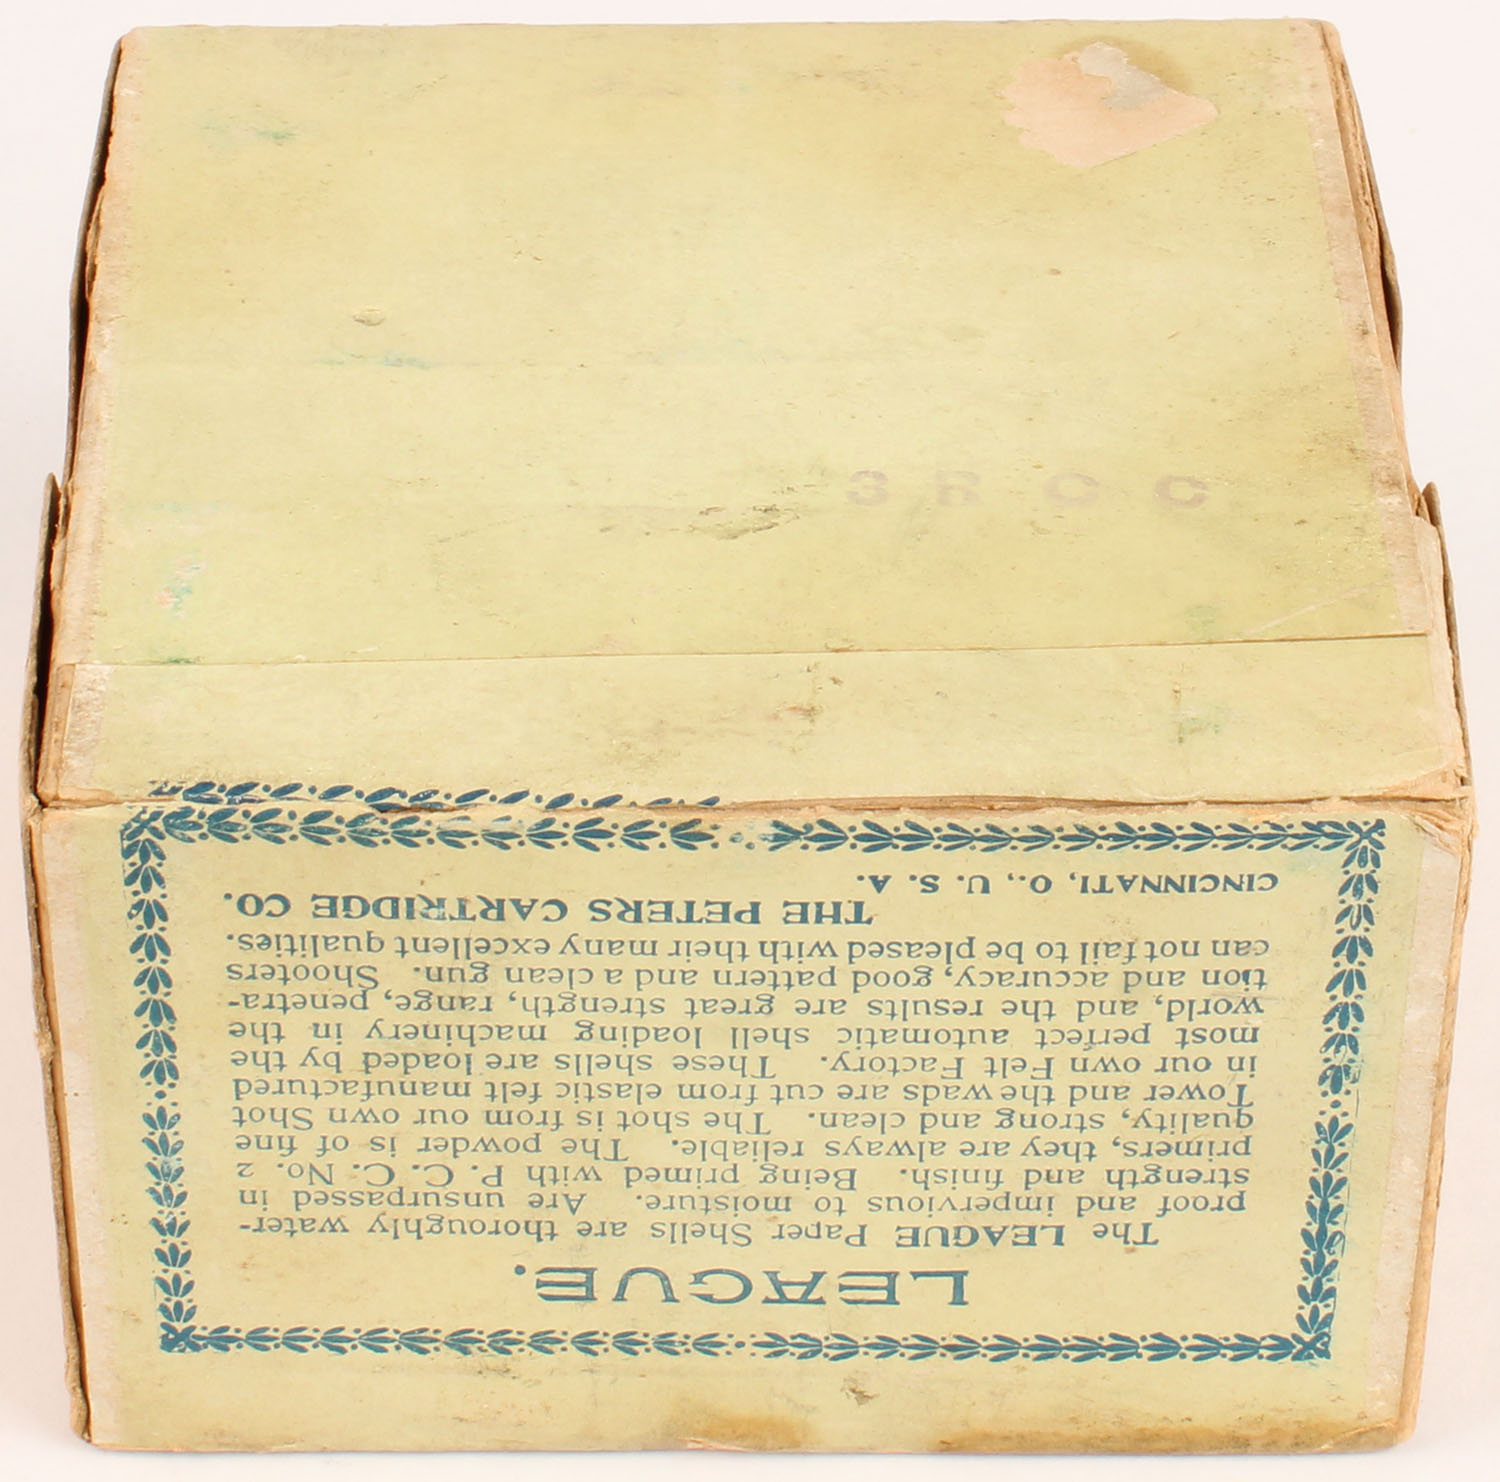 3 R C C
LEAGUE.
The LEAGUE Paper Shells are thoroughly water-
proof and impervious to moisture. Are unsurpassed in
strength and finish. Being primed with P. C. C. No. 2
primers, they are always reliable. The powder is of fine
quality, strong and clean. The shot is from our own Shot
Tower and the wads are cut from elastic felt manufactured
in our own Felt Factory. These shells are loaded by the
most perfect automatic shell loading machinery in the
world, and the results are great strength, range, penetra-
tion and accuracy, good pattern and a clean gun. Shooters
can not fail to be pleased with their many excellent qualities.
THE PETERS CARTRIDGE CO.
CINCINNATI, O., U. S. A.